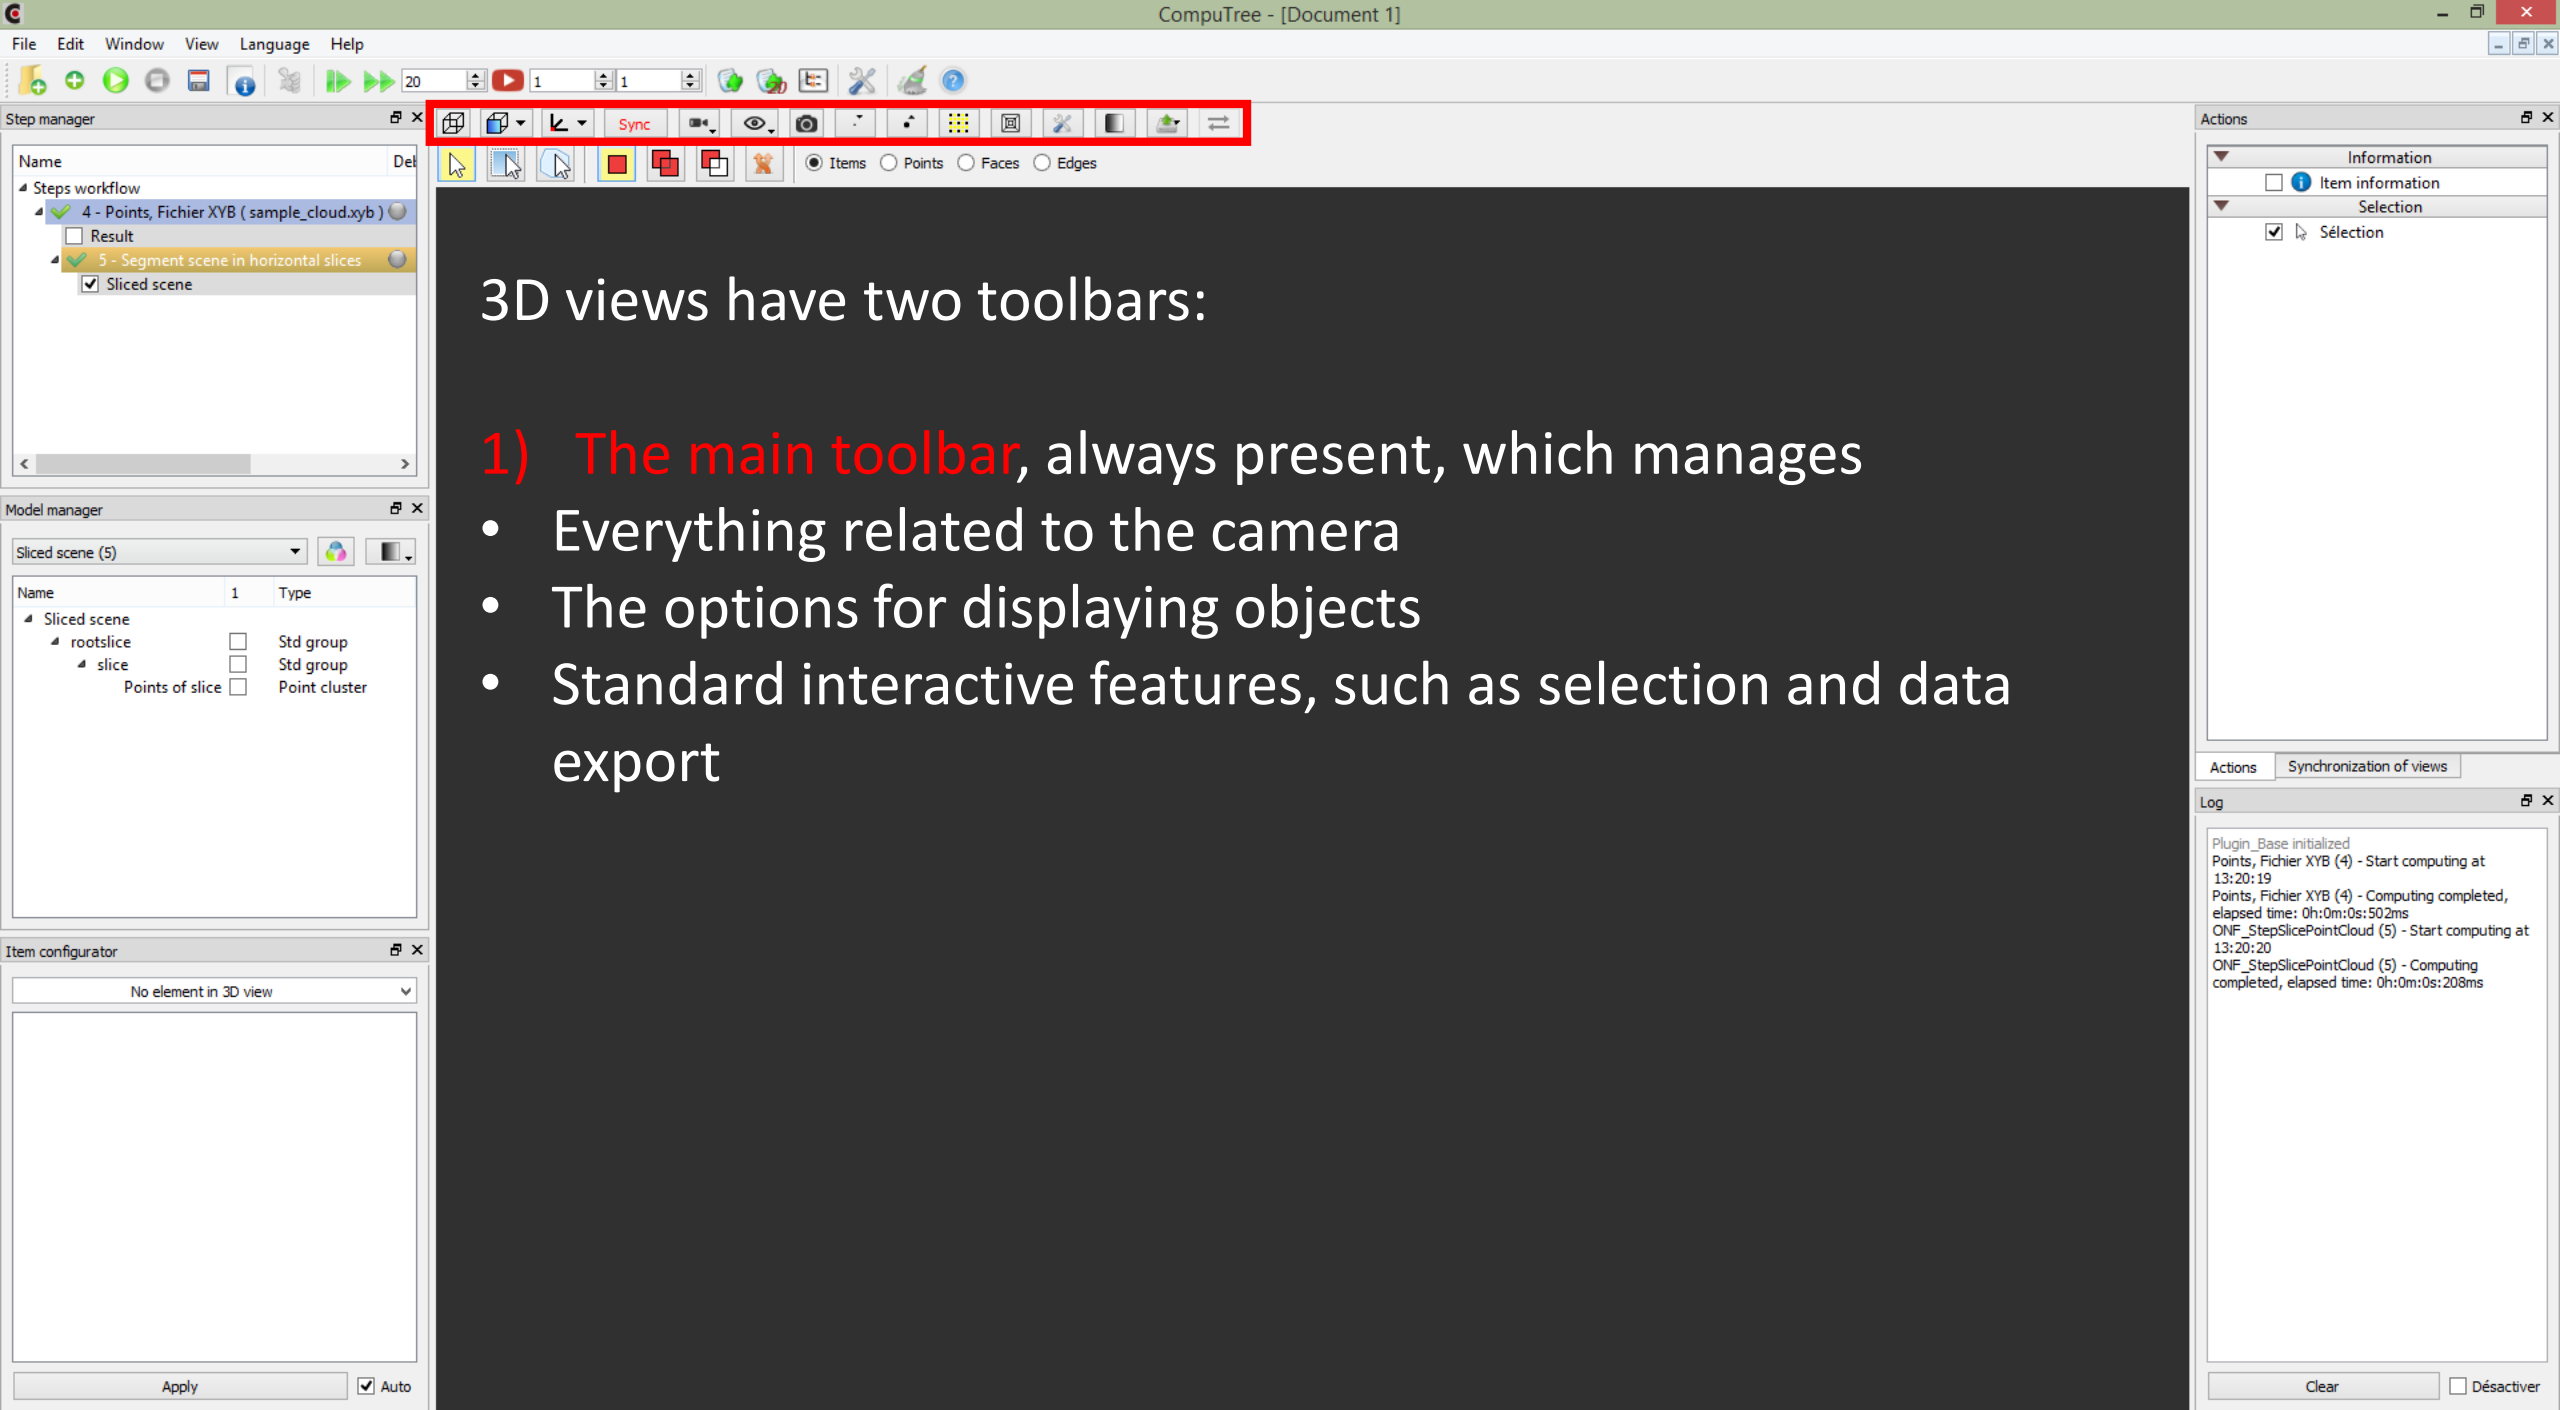 CompuTree - [Document 1]
File Edit Window View Language Help
20 1 1 2D
Step manager
Name Deb
Steps workflow
4 - Points, Fichier XYB ( sample_cloud.xyb )
Result
5 - Segment scene in horizontal slices
Sliced scene
Model manager
Sliced scene (5)
Name 1 Type
Sliced scene
rootslice Std group
slice Std group
Points of slice Point cluster
Item configurator
No element in 3D view
Apply Auto
Sync
Items Points Faces Edges
3D views have two toolbars:
1) The main toolbar, always present, which manages
• Everything related to the camera
• The options for displaying objects
• Standard interactive features, such as selection and data
export
Actions
Information
Item information
Selection
Sélection
Actions Synchronization of views
Log
Plugin_Base initialized
Points, Fichier XYB (4) - Start computing at
13:20:19
Points, Fichier XYB (4) - Computing completed,
elapsed time: 0h:0m:0s:502ms
ONF_StepSlicePointCloud (5) - Start computing at
13:20:20
ONF_StepSlicePointCloud (5) - Computing
completed, elapsed time: 0h:0m:0s:208ms
Clear Désactiver